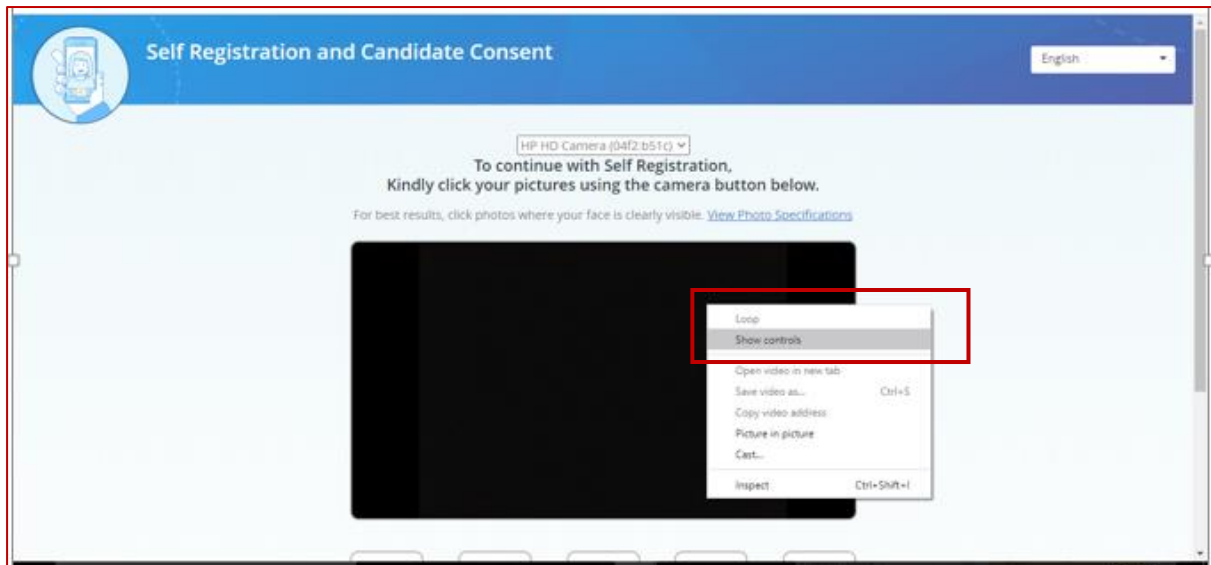 Self Registration and Candidate Consent
English
HP HD Camera (04f2:b51c)
To continue with Self Registration,
Kindly click your pictures using the camera button below.
For best results, click photos where your face is clearly visible. View Photo Specifications
Loop
Show controls
Open video in new tab
Save video as... Ctrl+S
Copy video address
Picture in picture
Cast...
Inspect Ctrl+Shift+I